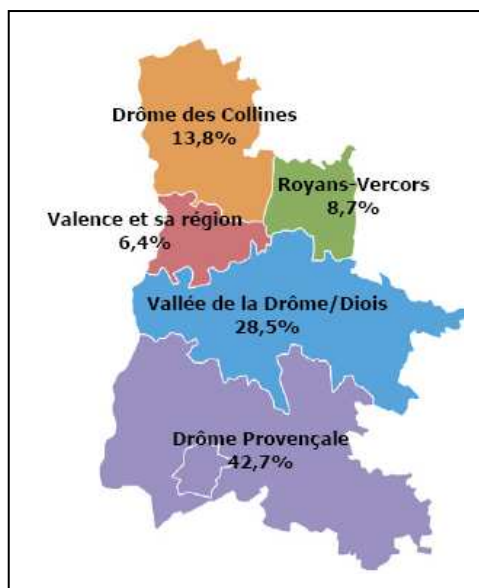 Drôme des Collines
13,8%
Royans-Vercors
8,7%
Valence et sa région
6,4%
Vallée de la Drôme/Diois
28,5%
Drôme Provençale
42,7%